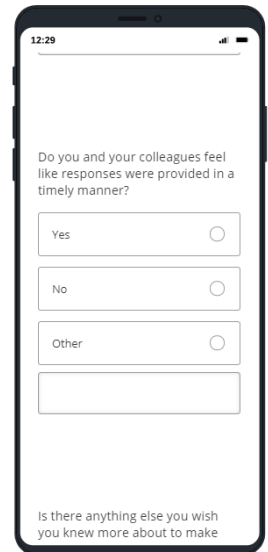 12:29
Do you and your colleagues feel
like responses were provided in a
timely manner?
Yes
No
Other
Is there anything else you wish
you knew more about to make